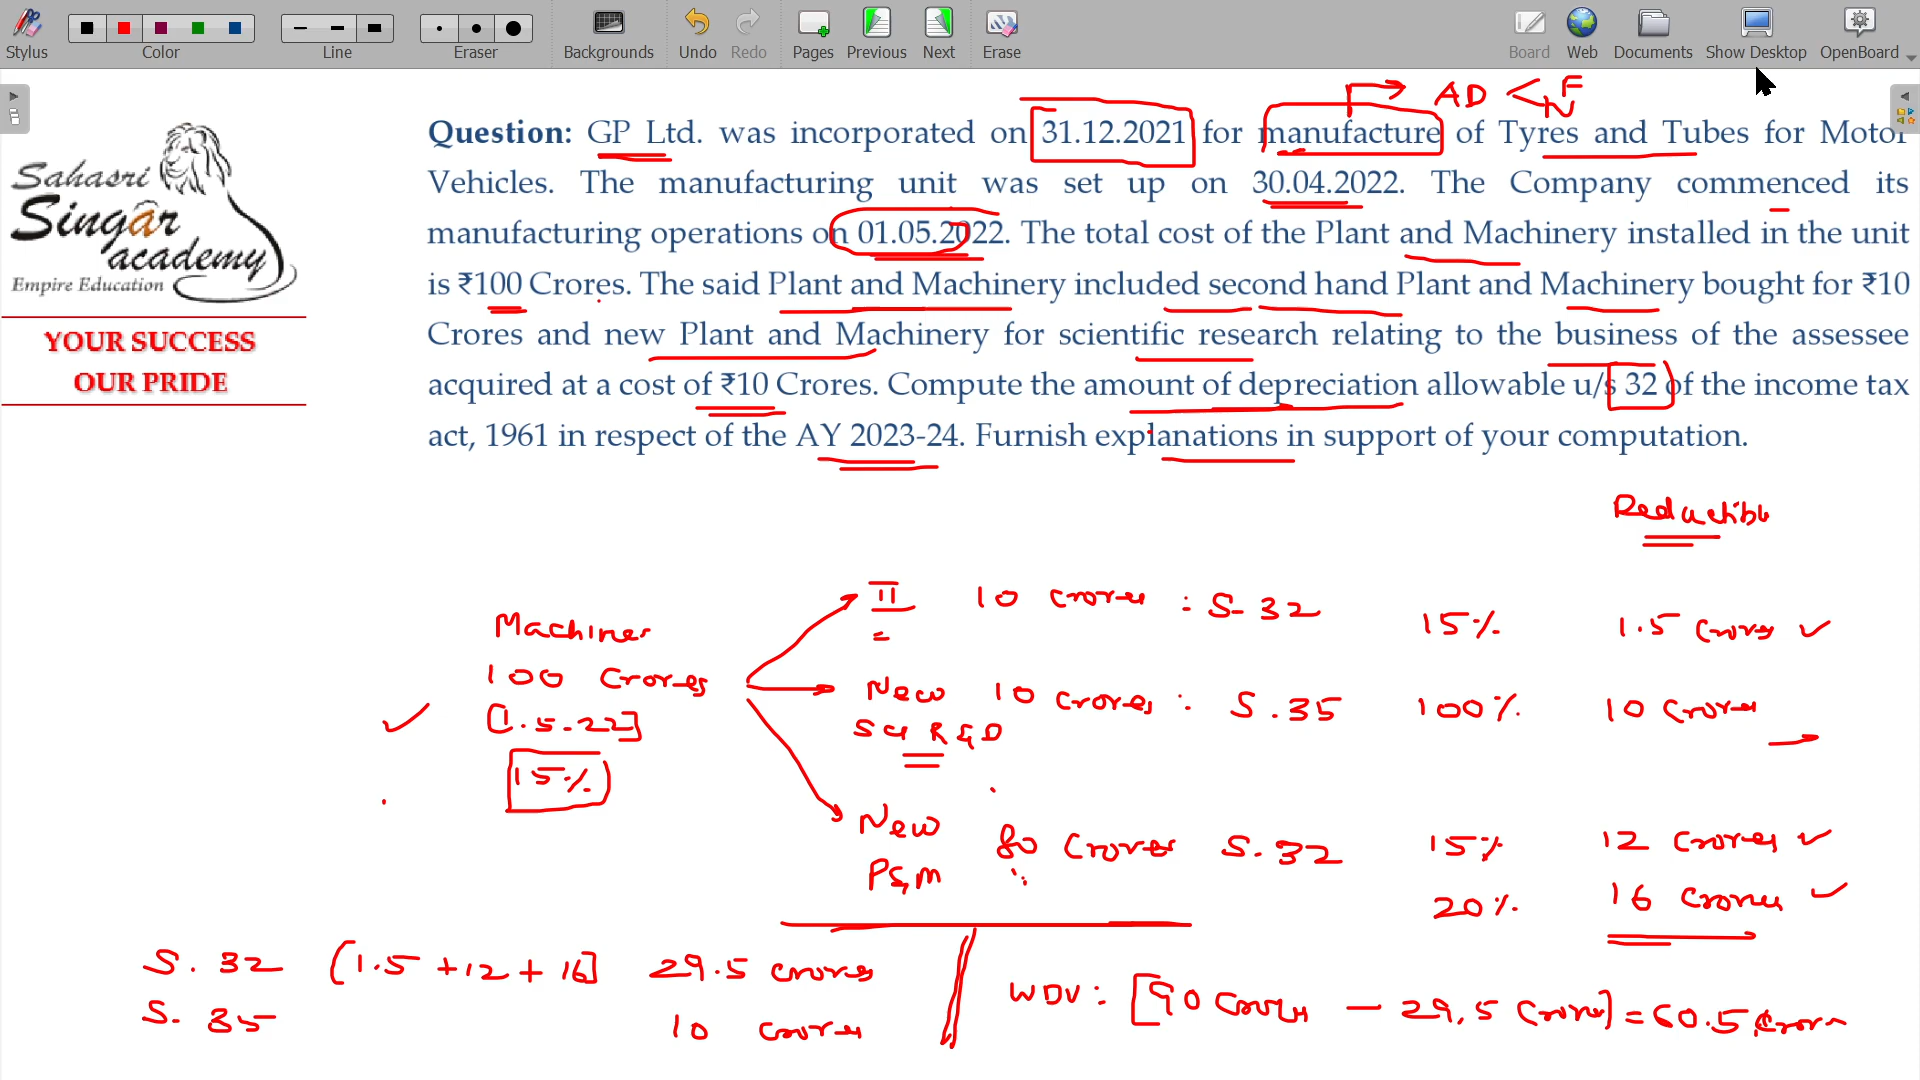 Stylus Color Line Eraser Backgrounds Undo Redo Pages Previous Next Erase Board Web Documents Show Desktop OpenBoard
AD < F
N
Question: GP Ltd. was incorporated on 31.12.2021 for manufacture of Tyres and Tubes for Motor
Vehicles. The manufacturing unit was set up on 30.04.2022. The Company commenced its
manufacturing operations on 01.05.2022. The total cost of the Plant and Machinery installed in the unit
is ₹100 Crores. The said Plant and Machinery included second hand Plant and Machinery bought for ₹10
Crores and new Plant and Machinery for scientific research relating to the business of the assessee
acquired at a cost of ₹10 Crores. Compute the amount of depreciation allowable u/s 32 of the income tax
act, 1961 in respect of the AY 2023-24. Furnish explanations in support of your computation.
Sahasri
Singar
academy
Empire Education
YOUR SUCCESS
OUR PRIDE
II 10 crores : S. 32 15% 1.5 Crores
Machines
100 Crores
[1.5.22]
15%
New 10 crores : S. 35 100% 10 Crores
Sci R&D
New 80 Crores S. 32 15% 12 Crores
P&M 20% 16 Crores
S. 32 [1.5 + 12 + 16] 29.5 crores
S. 35 10 crores
WDV : [90 Crores - 29.5 Crores] = 60.5 Crores